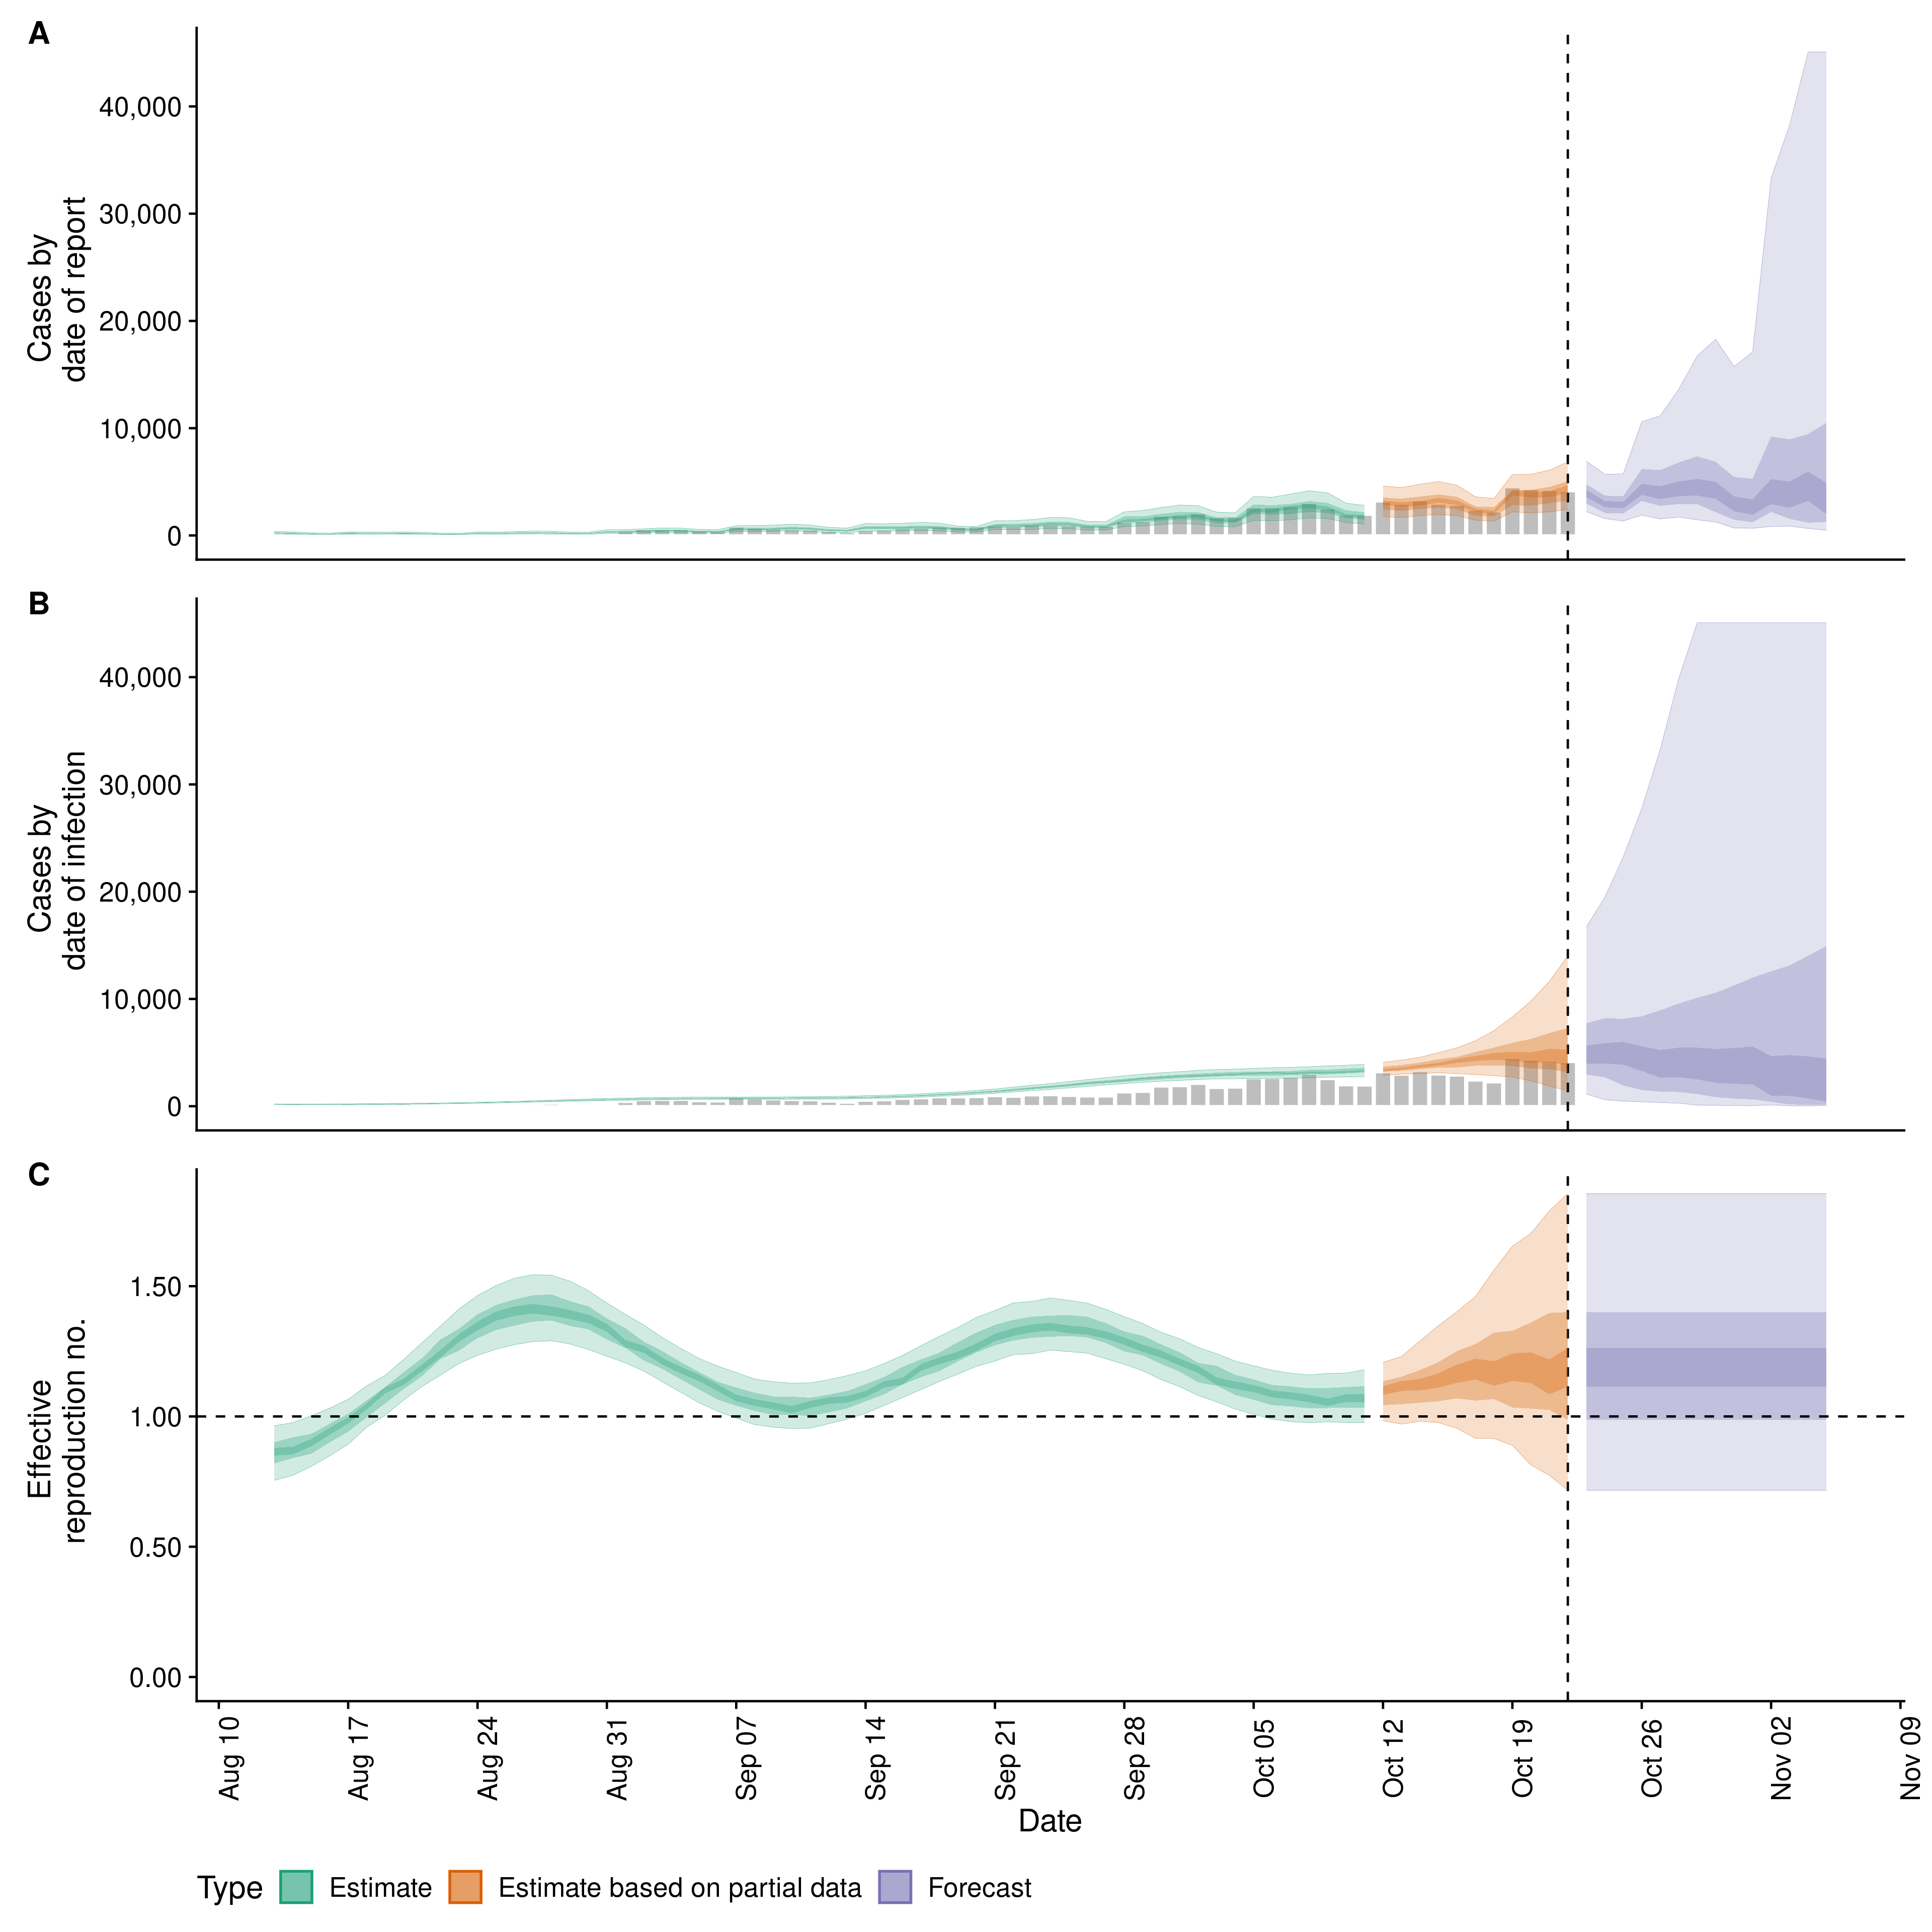 A
Cases by
date of report
40,000
30,000
20,000
10,000
0
B
Cases by
date of infection
40,000
30,000
20,000
10,000
0
C
Effective
reproduction no.
1.50
1.00
0.50
0.00
Aug 10
Aug 17
Aug 24
Aug 31
Sep 07
Sep 14
Sep 21
Sep 28
Oct 05
Oct 12
Oct 19
Oct 26
Nov 02
Nov 09
Date
Type Estimate Estimate based on partial data Forecast